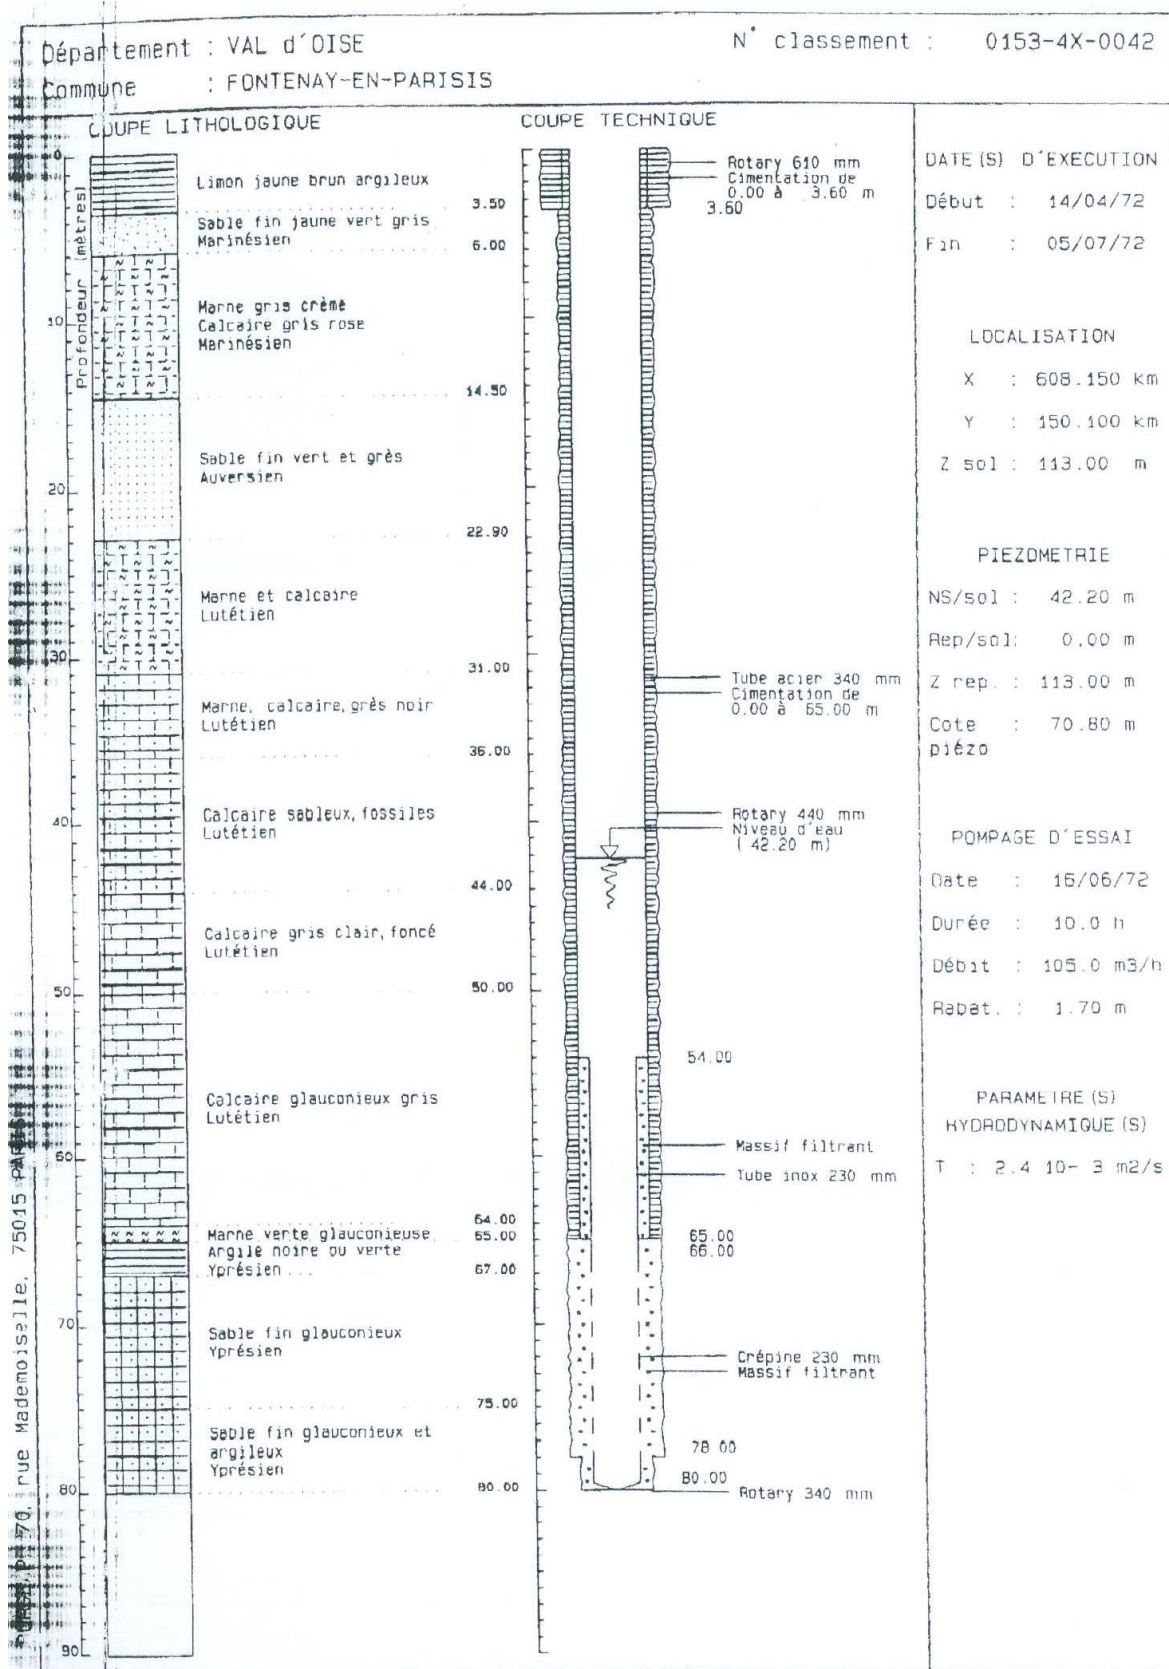 Département : VAL d'OISE
N° classement : 0153-4X-0042
Commune : FONTENAY-EN-PARISIS
COUPE LITHOLOGIQUE
Profondeur (mètres)
0
10
20
30
40
50
60
70
80
90
Limon jaune brun argileux
3.50
Sable fin jaune vert gris
Marinésien
6.00
Marne gris crème
Calcaire gris rose
Marinésien
14.50
Sable fin vert et grès
Auversien
22.90
Marne et calcaire
Lutétien
31.00
Marne, calcaire, grès noir
Lutétien
36.00
Calcaire sableux, fossiles
Lutétien
44.00
Calcaire gris clair, foncé
Lutétien
50.00
Calcaire glauconieux gris
Lutétien
64.00
Marne verte glauconieuse
65.00
Argile noire ou verte
Yprésien
67.00
Sable fin glauconieux
Yprésien
75.00
Sable fin glauconieux et
argileux
Yprésien
80.00
COUPE TECHNIQUE
Rotary 610 mm
Cimentation de
0.00 à 3.60 m
3.60
Tube acier 340 mm
Cimentation de
0.00 à 65.00 m
Rotary 440 mm
Niveau d'eau
( 42.20 m)
54.00
Massif filtrant
Tube inox 230 mm
65.00
66.00
Crépine 230 mm
Massif filtrant
78.00
80.00
Rotary 340 mm
DATE(S) D'EXECUTION
Début : 14/04/72
Fin : 05/07/72
LOCALISATION
X : 608.150 km
Y : 150.100 km
Z sol : 113.00 m
PIEZOMETRIE
NS/sol : 42.20 m
Rep/sol: 0.00 m
Z rep. : 113.00 m
Cote : 70.80 m
piézo
POMPAGE D'ESSAI
Date : 16/06/72
Durée : 10.0 h
Débit : 105.0 m3/h
Rabat. : 1.70 m
PARAMETRE(S)
HYDRODYNAMIQUE(S)
T : 2.4 10- 3 m2/s
70, rue Mademoiselle, 75015 PARIS